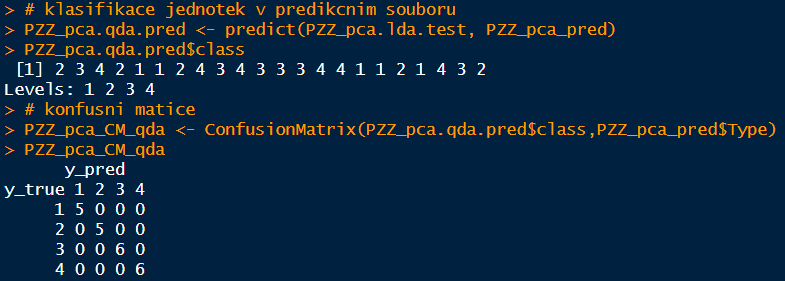 > # klasifikace jednotek v predikcnim souboru
> PZZ_pca.qda.pred <- predict(PZZ_pca.lda.test, PZZ_pca_pred)
> PZZ_pca.qda.pred$class
[1] 2 3 4 2 1 1 2 4 3 4 3 3 3 4 4 1 1 2 1 4 3 2
Levels: 1 2 3 4
> # konfusni matice
> PZZ_pca_CM_qda <- ConfusionMatrix(PZZ_pca.qda.pred$class,PZZ_pca_pred$Type)
> PZZ_pca_CM_qda
y_pred
y_true 1 2 3 4
1 5 0 0 0
2 0 5 0 0
3 0 0 6 0
4 0 0 0 6